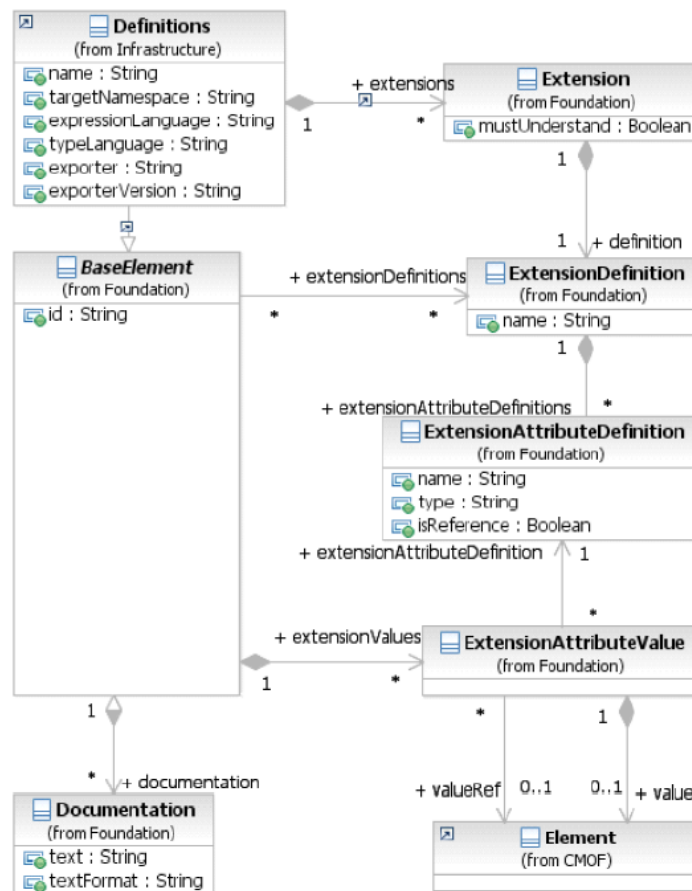 Definitions
(from Infrastructure)
name : String
targetNamespace : String
expressionLanguage : String
typeLanguage : String
exporter : String
exporterVersion : String
+ extensions
1
*
Extension
(from Foundation)
mustUnderstand : Boolean
1
1
+ definition
BaseElement
(from Foundation)
id : String
+ extensionDefinitions
*
*
ExtensionDefinition
(from Foundation)
name : String
1
+ extensionAttributeDefinitions
*
ExtensionAttributeDefinition
(from Foundation)
name : String
type : String
isReference : Boolean
+ extensionAttributeDefinition
1
*
+ extensionValues
1
*
ExtensionAttributeValue
(from Foundation)
1
*
+ documentation
*
1
+ valueRef
0..1
0..1
+ value
Documentation
(from Foundation)
text : String
textFormat : String
Element
(from CMOF)